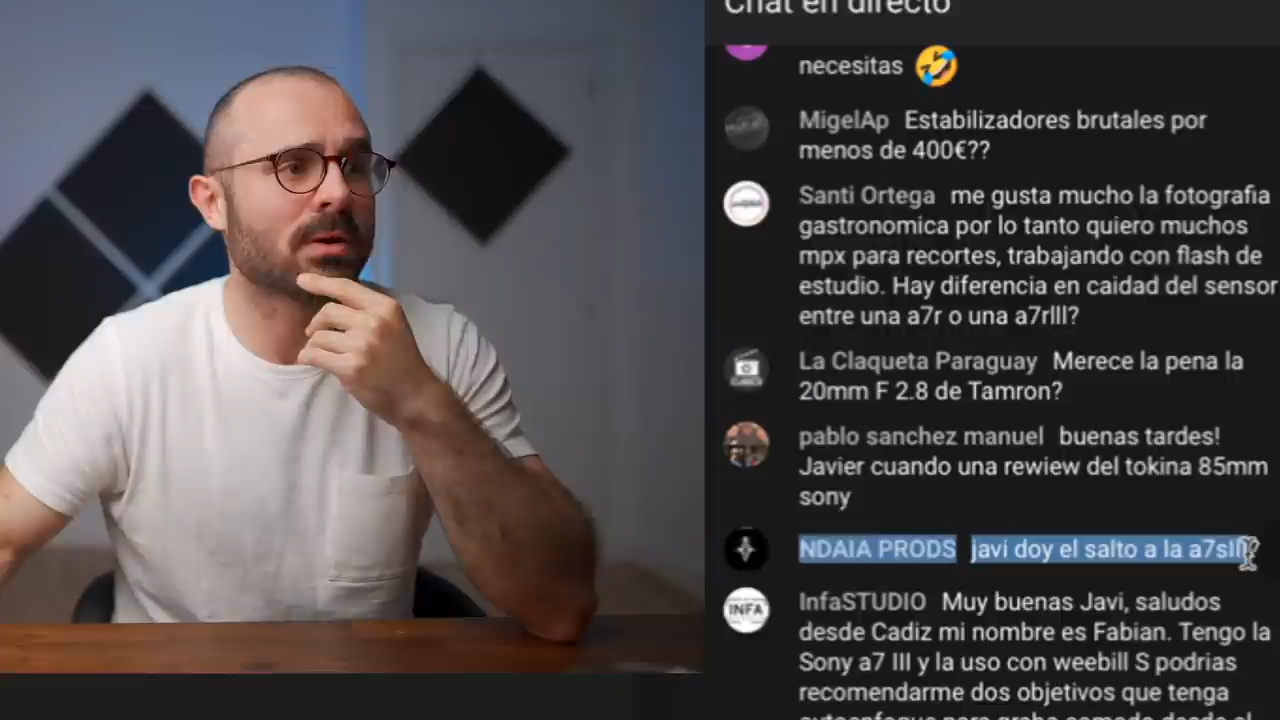 Chat en directo
necesitas
MigelAp Estabilizadores brutales por
menos de 400€??
Santi Ortega me gusta mucho la fotografia
gastronomica por lo tanto quiero muchos
mpx para recortes, trabajando con flash de
estudio. Hay diferencia en caidad del sensor
entre una a7r o una a7rlll?
La Claqueta Paraguay Merece la pena la
20mm F 2.8 de Tamron?
pablo sanchez manuel buenas tardes!
Javier cuando una rewiew del tokina 85mm
sony
NDAIA PRODS javi doy el salto a la a7slll?
InfaSTUDIO Muy buenas Javi, saludos
INFA
desde Cadiz mi nombre es Fabian. Tengo la
Sony a7 III y la uso con weebill S podrias
recomendarme dos objetivos que tenga